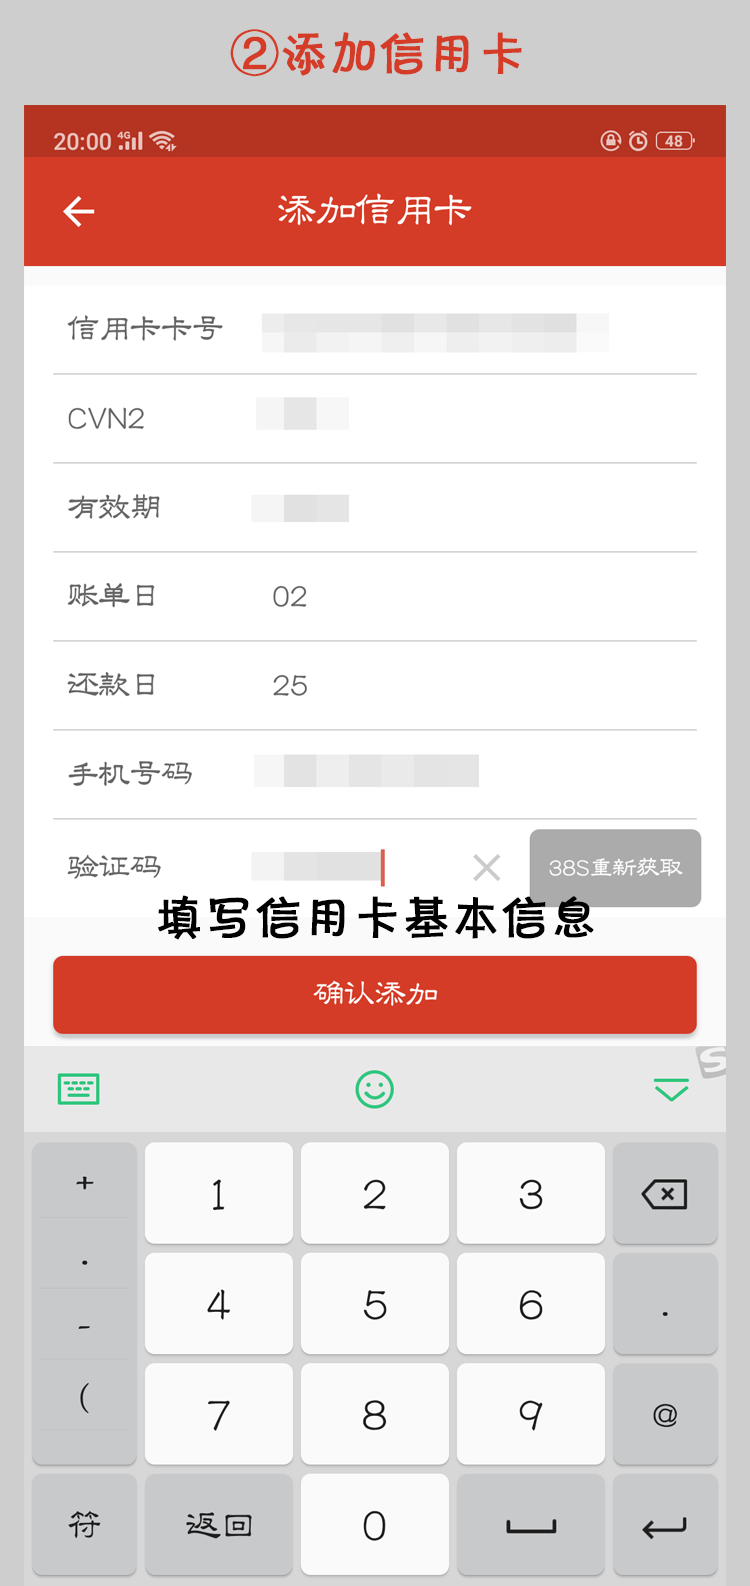 ②添加信用卡
20:00 4G 48
添加信用卡
信用卡卡号
CVN2
有效期
账单日 02
还款日 25
手机号码
验证码 38S重新获取
填写信用卡基本信息
确认添加
S
+ 1 2 3
.
4 5 6 .
-
( 7 8 9 @
符 返回 0